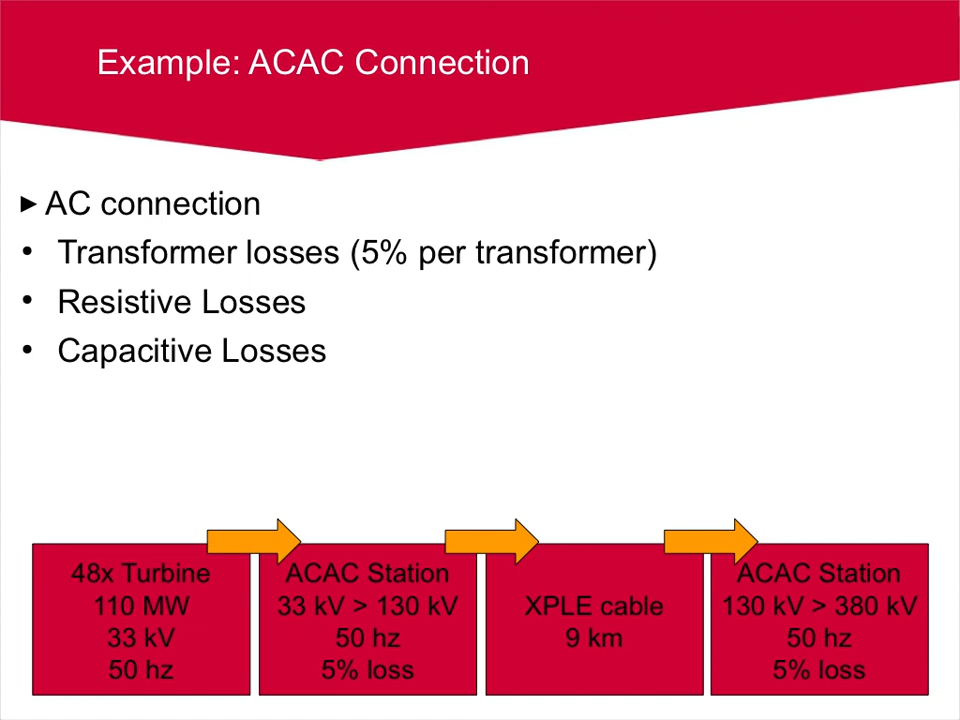 Example: ACAC Connection
► AC connection
• Transformer losses (5% per transformer)
• Resistive Losses
• Capacitive Losses
48x Turbine
110 MW
33 kV
50 hz
ACAC Station
33 kV > 130 kV
50 hz
5% loss
XPLE cable
9 km
ACAC Station
130 kV > 380 kV
50 hz
5% loss